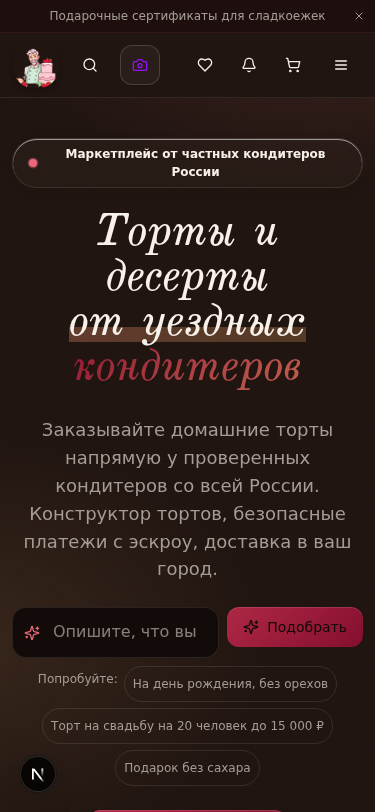 Подарочные сертификаты для сладкоежек
Маркетплейс от частных кондитеров
России
Торты и
десерты
от уездных
кондитеров
Заказывайте домашние торты
напрямую у проверенных
кондитеров со всей России.
Конструктор тортов, безопасные
платежи с эскроу, доставка в ваш
город.
Опишите, что вы
Подобрать
Попробуйте:
На день рождения, без орехов
Торт на свадьбу на 20 человек до 15 000 ₽
Подарок без сахара
N